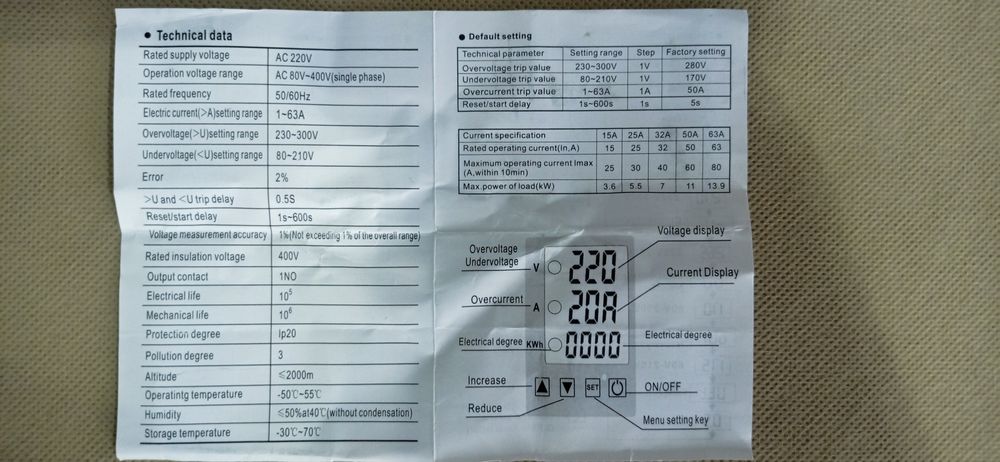 ● Technical data
Rated supply voltage AC 220V
Operation voltage range AC 80V~400V(single phase)
Rated frequency 50/60Hz
Electric current(>A)setting range 1~63A
Overvoltage(>U)setting range 230~300V
Undervoltage(<U)setting range 80~210V
Error 2%
>U and <U trip delay 0.5S
Reset/start delay 1s~600s
Voltage measurement accuracy 1%(Not exceeding 1% of the overall range)
Rated insulation voltage 400V
Output contact 1NO
Electrical life 10⁵
Mechanical life 10⁶
Protection degree Ip20
Pollution degree 3
Altitude ≤2000m
Operatintg temperature -50℃~55℃
Humidity ≤50%at40℃(without condensation)
Storage temperature -30℃~70℃
● Default setting
Technical parameter Setting range Step Factory setting
Overvoltage trip value 230~300V 1V 280V
Undervoltage trip value 80~210V 1V 170V
Overcurrent trip value 1~63A 1A 50A
Reset/start delay 1s~600s 1s 5s
Current specification 15A 25A 32A 50A 63A
Rated operating current(In,A) 15 25 32 50 63
Maximum operating current Imax
(A,within 10min) 25 30 40 60 80
Max.power of load(kW) 3.6 5.5 7 11 13.9
Overvoltage
Undervoltage
V 220
Voltage display
Overcurrent A 20A
Current Display
Electrical degree KWh 0000 Electrical degree
Increase SET ON/OFF
Reduce Menu setting key